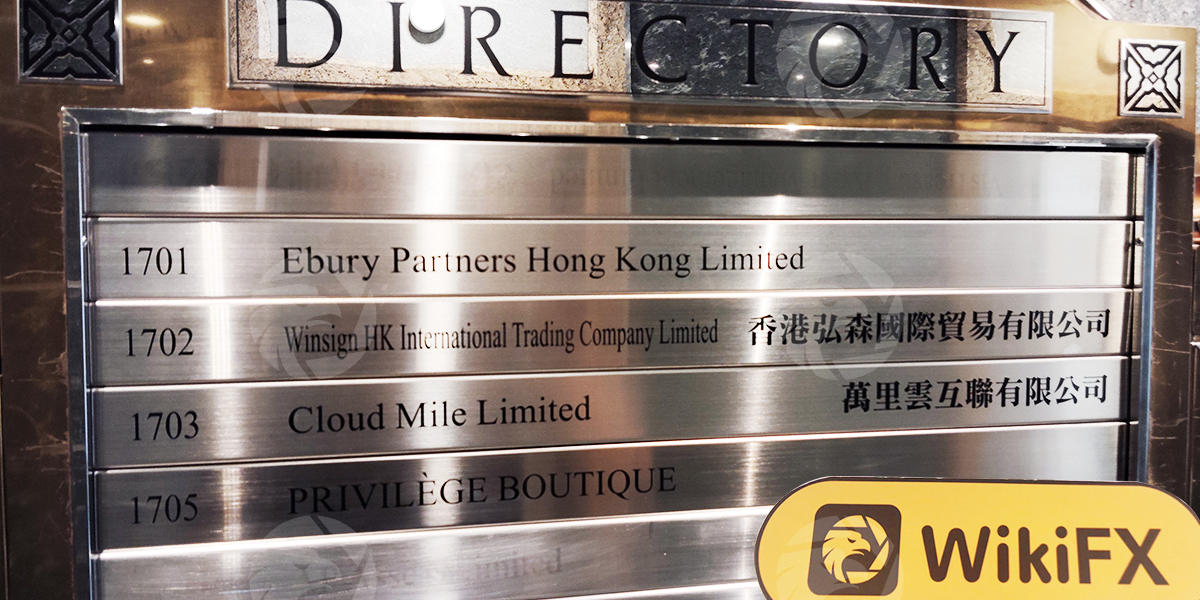 DIRECTORY
1701 Ebury Partners Hong Kong Limited
1702 Winsign HK International Trading Company Limited 香港弘森國際貿易有限公司
1703 Cloud Mile Limited 萬里雲互聯有限公司
1705 PRIVILÈGE BOUTIQUE
Limited
WikiFX